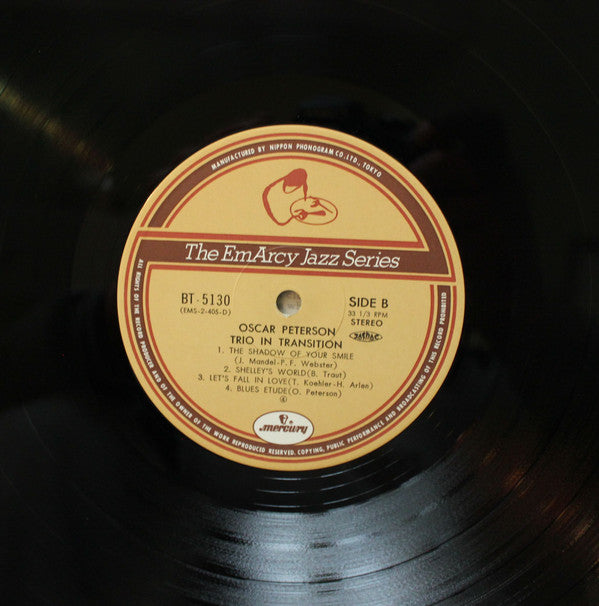 MANUFACTURED BY NIPPON PHONOGRAM CO., LTD., TOKYO
The EmArcy Jazz Series
BT-5130
(EMS-2-405-D)
SIDE B
33 1/3 RPM
STEREO
OSCAR PETERSON
TRIO IN TRANSITION
1. THE SHADOW OF YOUR SMILE
(J. Mandel-P. F. Webster)
2. SHELLEY'S WORLD(B. Traut)
3. LET'S FALL IN LOVE(T. Koehler-H. Arlen)
4. BLUES ETUDE(O. Peterson)
mercury
ALL RIGHTS OF THE RECORD PRODUCER AND OF THE OWNER OF THE WORK REPRODUCED RESERVED. COPYING, PUBLIC PERFORMANCE AND BROADCASTING OF THIS RECORD PROHIBITED